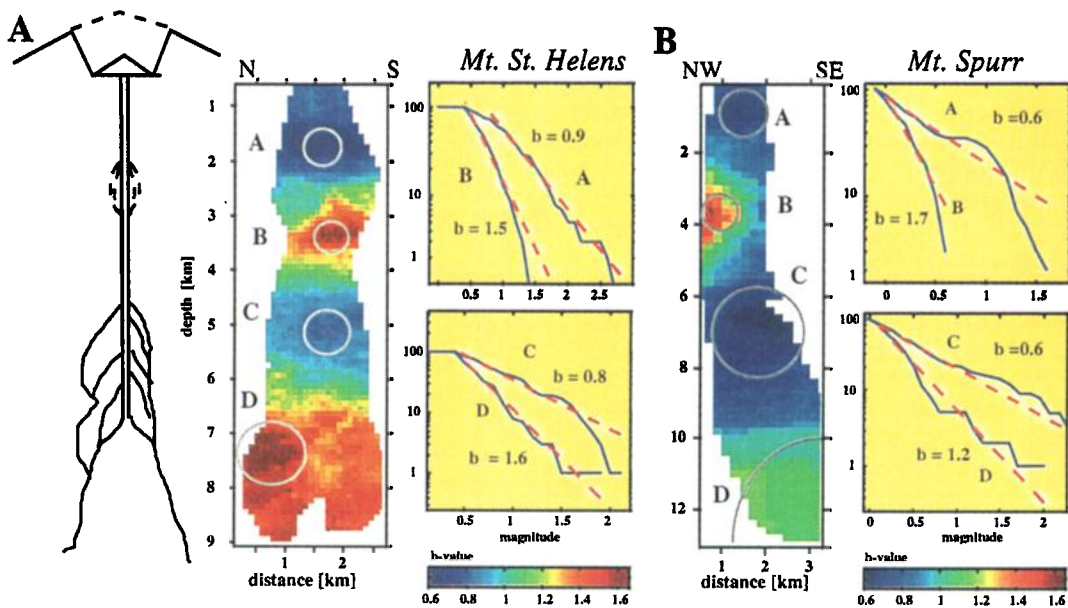 A
N
S
Mt. St. Helens
B
NW
SE
Mt. Spurr
depth [km]
1
2
3
4
5
6
7
8
9
A
B
C
D
1
2
distance [km]
100
10
1
b = 0.9
A
B
b = 1.5
0.5
1
1.5
2
2.5
100
10
1
C
b = 0.8
D
b = 1.6
0.5
1
1.5
2
magnitude
b-value
0.6
0.8
1
1.2
1.4
1.6
2
4
6
8
10
12
A
B
C
D
1
2
3
distance [km]
100
10
1
A
b = 0.6
b = 1.7
B
0
0.5
1
1.5
100
10
1
C
b =0.6
b = 1.2
D
0
0.5
1
1.5
2
magnitude
b-value
0.6
0.8
1
1.2
1.4
1.6